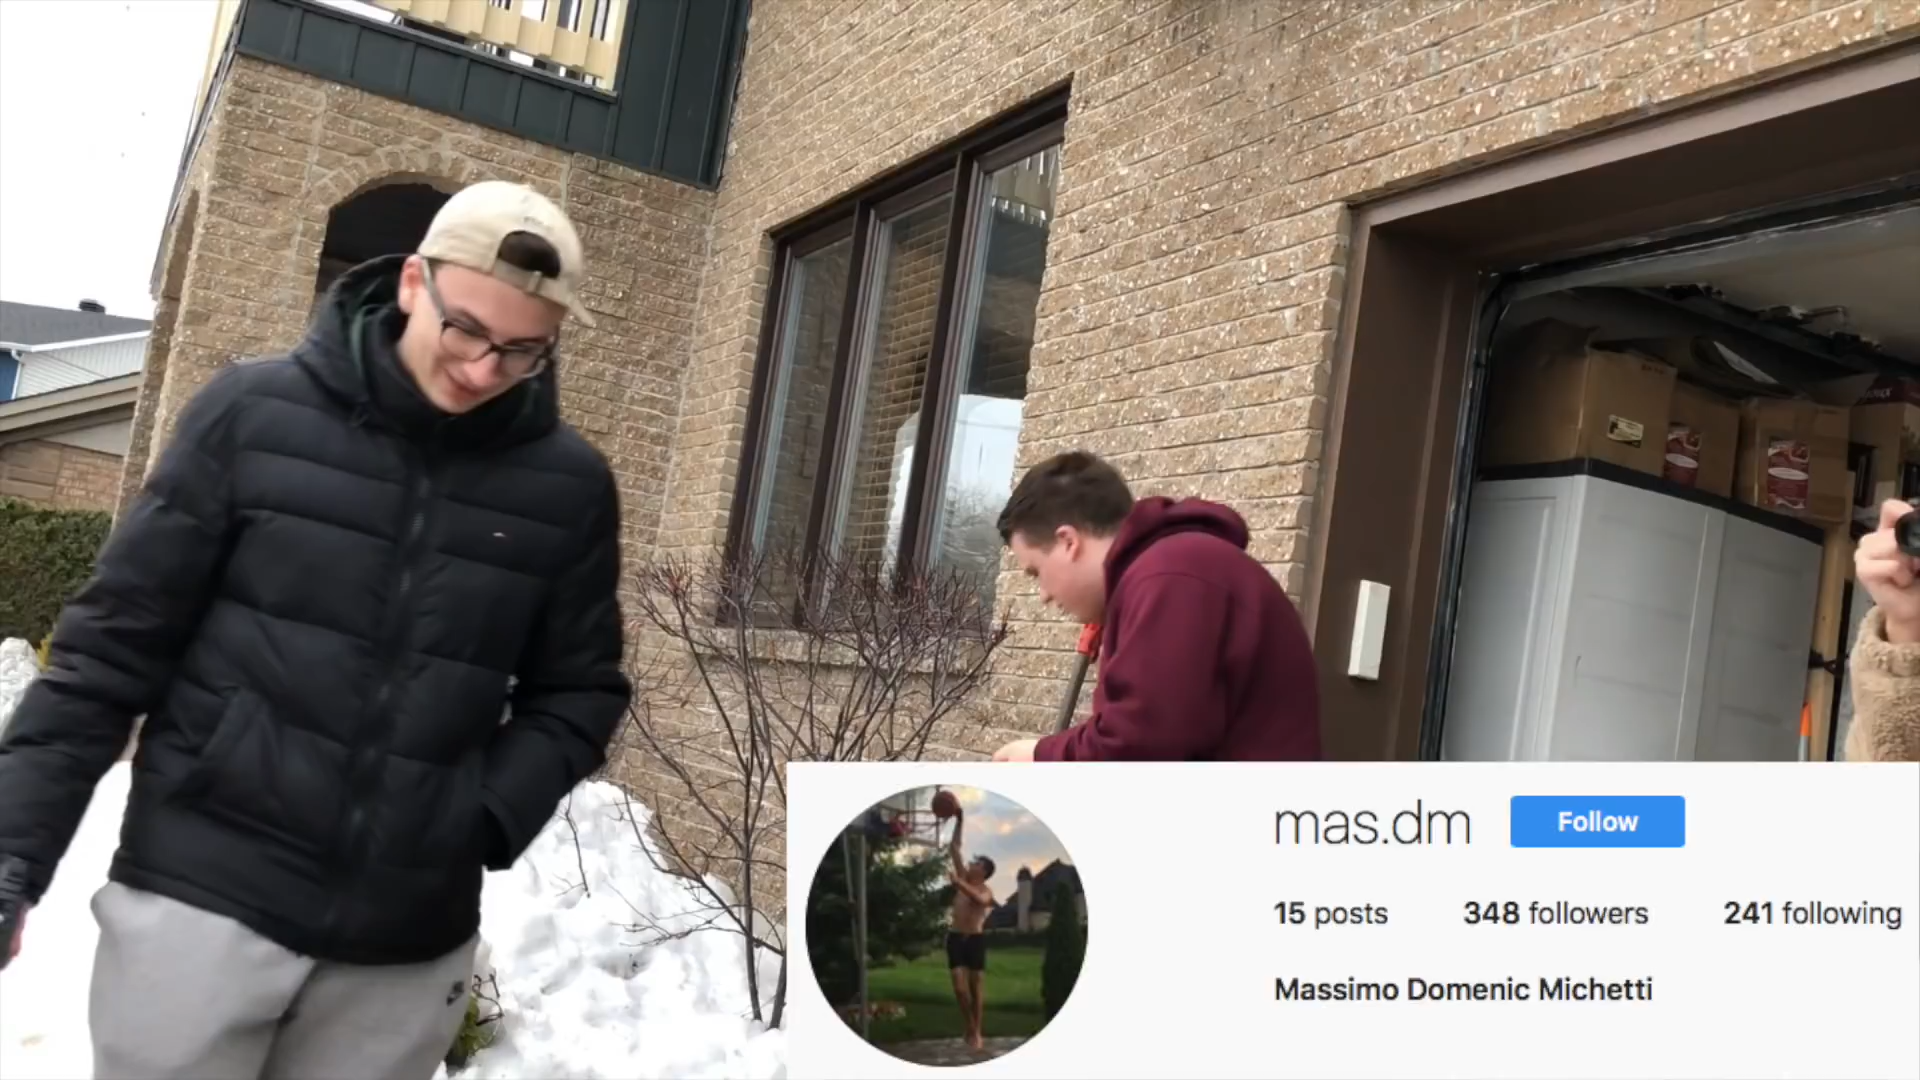 mas.dm
Follow
15 posts 348 followers 241 following
Massimo Domenic Michetti